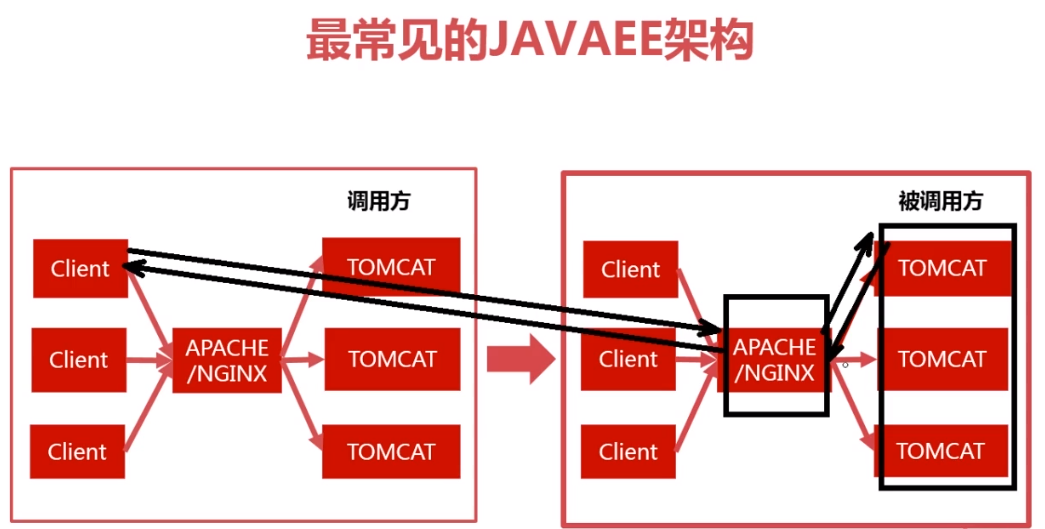 最常见的JAVAEE架构
调用方
Client
TOMCAT
Client
APACHE
/NGINX
TOMCAT
Client
TOMCAT
被调用方
Client
TOMCAT
Client
APACHE
/NGINX
TOMCAT
Client
TOMCAT